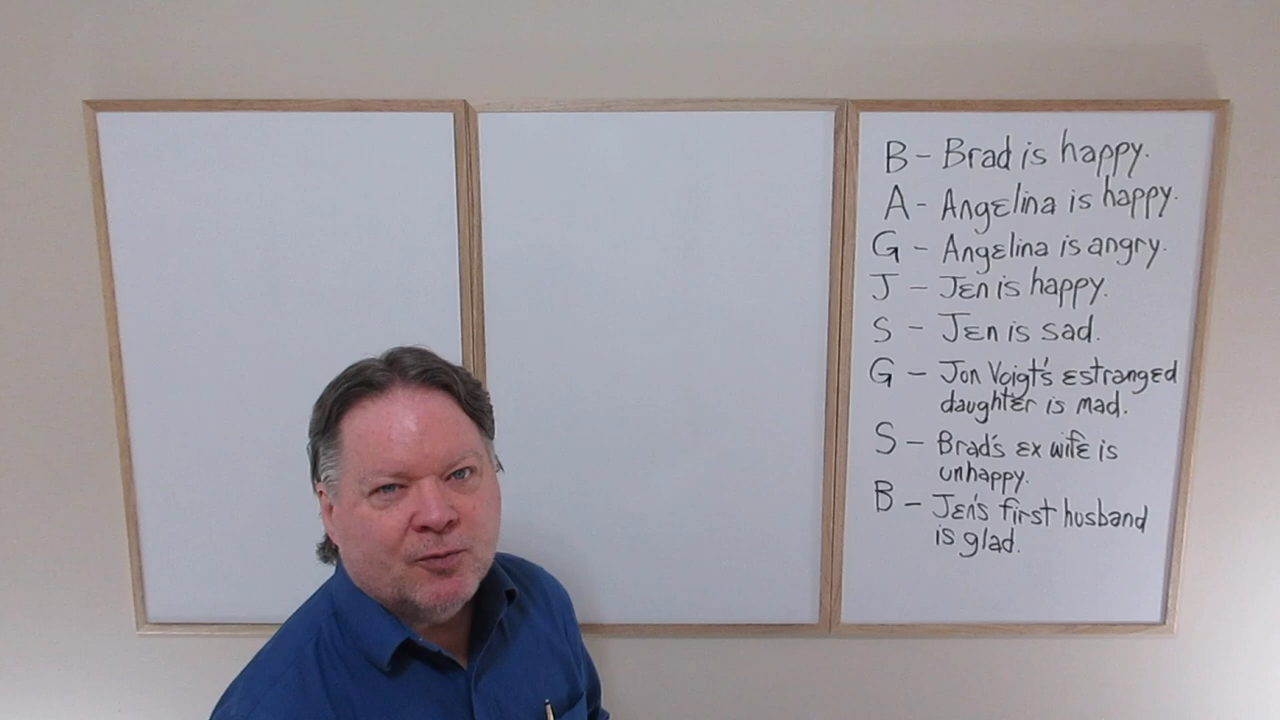 B - Brad is happy.
A - Angelina is happy.
G - Angelina is angry.
J - Jen is happy.
S - Jen is sad.
G - Jon Voigt's estranged
daughter is mad.
S - Brad's ex wife is
unhappy.
B - Jen's first husband
is glad.